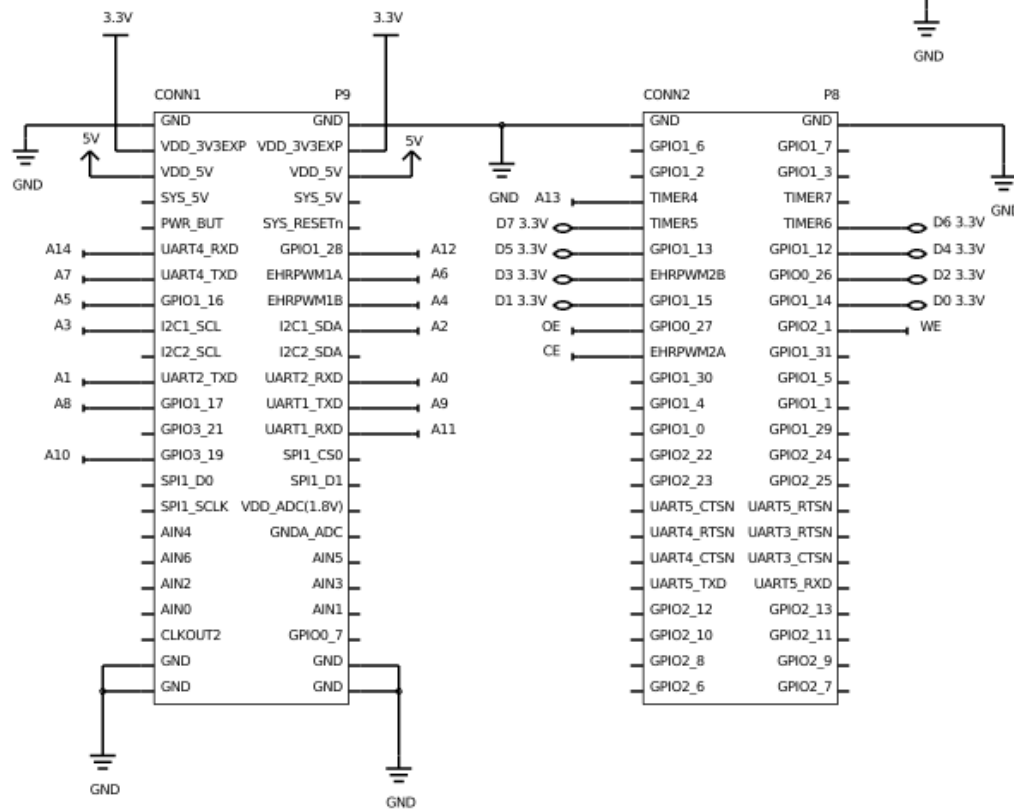 3.3V 3.3V
GND
CONN1 P9 CONN2 P8
GND GND GND GND
5V VDD_3V3EXP VDD_3V3EXP 5V GPIO1_6 GPIO1_7
GND VDD_5V VDD_5V GPIO1_2 GPIO1_3
SYS_5V SYS_5V GND A13 TIMER4 TIMER7 GND
PWR_BUT SYS_RESETn D7 3.3V TIMER5 TIMER6 D6 3.3V
A14 UART4_RXD GPIO1_28 A12 D5 3.3V GPIO1_13 GPIO1_12 D4 3.3V
A7 UART4_TXD EHRPWM1A A6 D3 3.3V EHRPWM2B GPIO0_26 D2 3.3V
A5 GPIO1_16 EHRPWM1B A4 D1 3.3V GPIO1_15 GPIO1_14 D0 3.3V
A3 I2C1_SCL I2C1_SDA A2 OE GPIO0_27 GPIO2_1 WE
I2C2_SCL I2C2_SDA CE EHRPWM2A GPIO1_31
A1 UART2_TXD UART2_RXD A0 GPIO1_30 GPIO1_5
A8 GPIO1_17 UART1_TXD A9 GPIO1_4 GPIO1_1
GPIO3_21 UART1_RXD A11 GPIO1_0 GPIO1_29
A10 GPIO3_19 SPI1_CS0 GPIO2_22 GPIO2_24
SPI1_D0 SPI1_D1 GPIO2_23 GPIO2_25
SPI1_SCLK VDD_ADC(1.8V) UART5_CTSN UART5_RTSN
AIN4 GNDA_ADC UART4_RTSN UART3_RTSN
AIN6 AIN5 UART4_CTSN UART3_CTSN
AIN2 AIN3 UART5_TXD UART5_RXD
AIN0 AIN1 GPIO2_12 GPIO2_13
CLKOUT2 GPIO0_7 GPIO2_10 GPIO2_11
GND GND GPIO2_8 GPIO2_9
GND GND GPIO2_6 GPIO2_7
GND GND